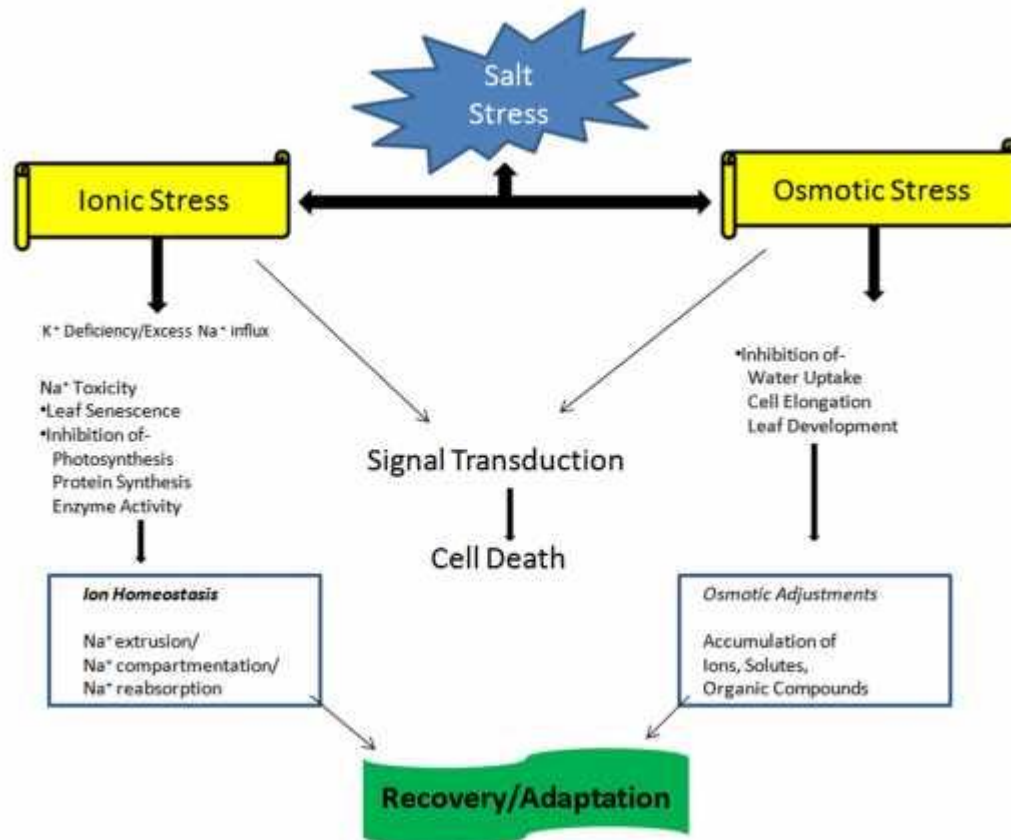 Salt
Stress
Ionic Stress
Osmotic Stress
K⁺ Deficiency/Excess Na⁺ influx
Na⁺ Toxicity
•Leaf Senescence
•Inhibition of-
Photosynthesis
Protein Synthesis
Enzyme Activity
•Inhibition of-
Water Uptake
Cell Elongation
Leaf Development
Signal Transduction
Cell Death
Ion Homeostasis
Na⁺ extrusion/
Na⁺ compartmentation/
Na⁺ reabsorption
Osmotic Adjustments
Accumulation of
Ions, Solutes,
Organic Compounds
Recovery/Adaptation